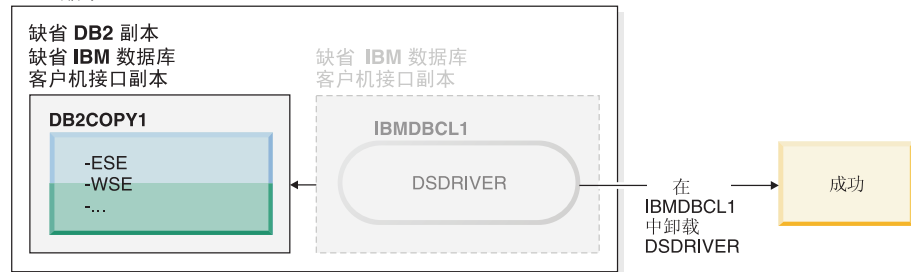 缺省 DB2 副本
缺省 IBM 数据库
客户机接口副本
缺省 IBM 数据库
客户机接口副本
DB2COPY1
-ESE
-WSE
-...
IBMDBCL1
DSDRIVER
在
IBMDBCL1
中卸载
DSDRIVER
成功